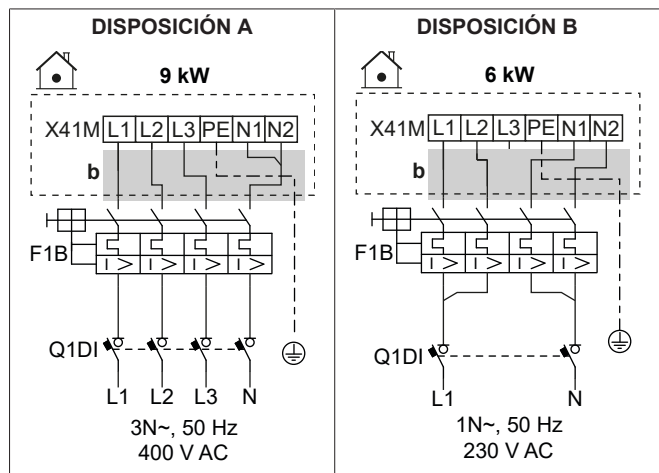 DISPOSICIÓN A
9 kW
X41M L1 L2 L3 PE N1 N2
b
F1B
I > I > I > I >
Q1DI
L1 L2 L3 N
3N~, 50 Hz
400 V AC
DISPOSICIÓN B
6 kW
X41M L1 L2 L3 PE N1 N2
b
F1B
I > I > I > I >
Q1DI
L1 N
1N~, 50 Hz
230 V AC